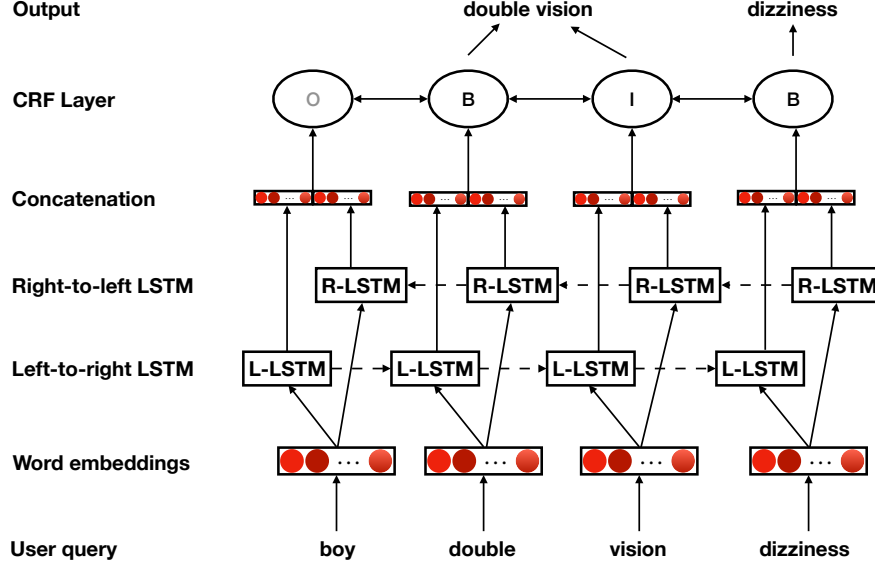 Output double vision dizziness
CRF Layer O B I B
Concatenation ... ... ... ... ... ... ... ...
Right-to-left LSTM R-LSTM R-LSTM R-LSTM R-LSTM
Left-to-right LSTM L-LSTM L-LSTM L-LSTM L-LSTM
Word embeddings ... ... ... ...
User query boy double vision dizziness